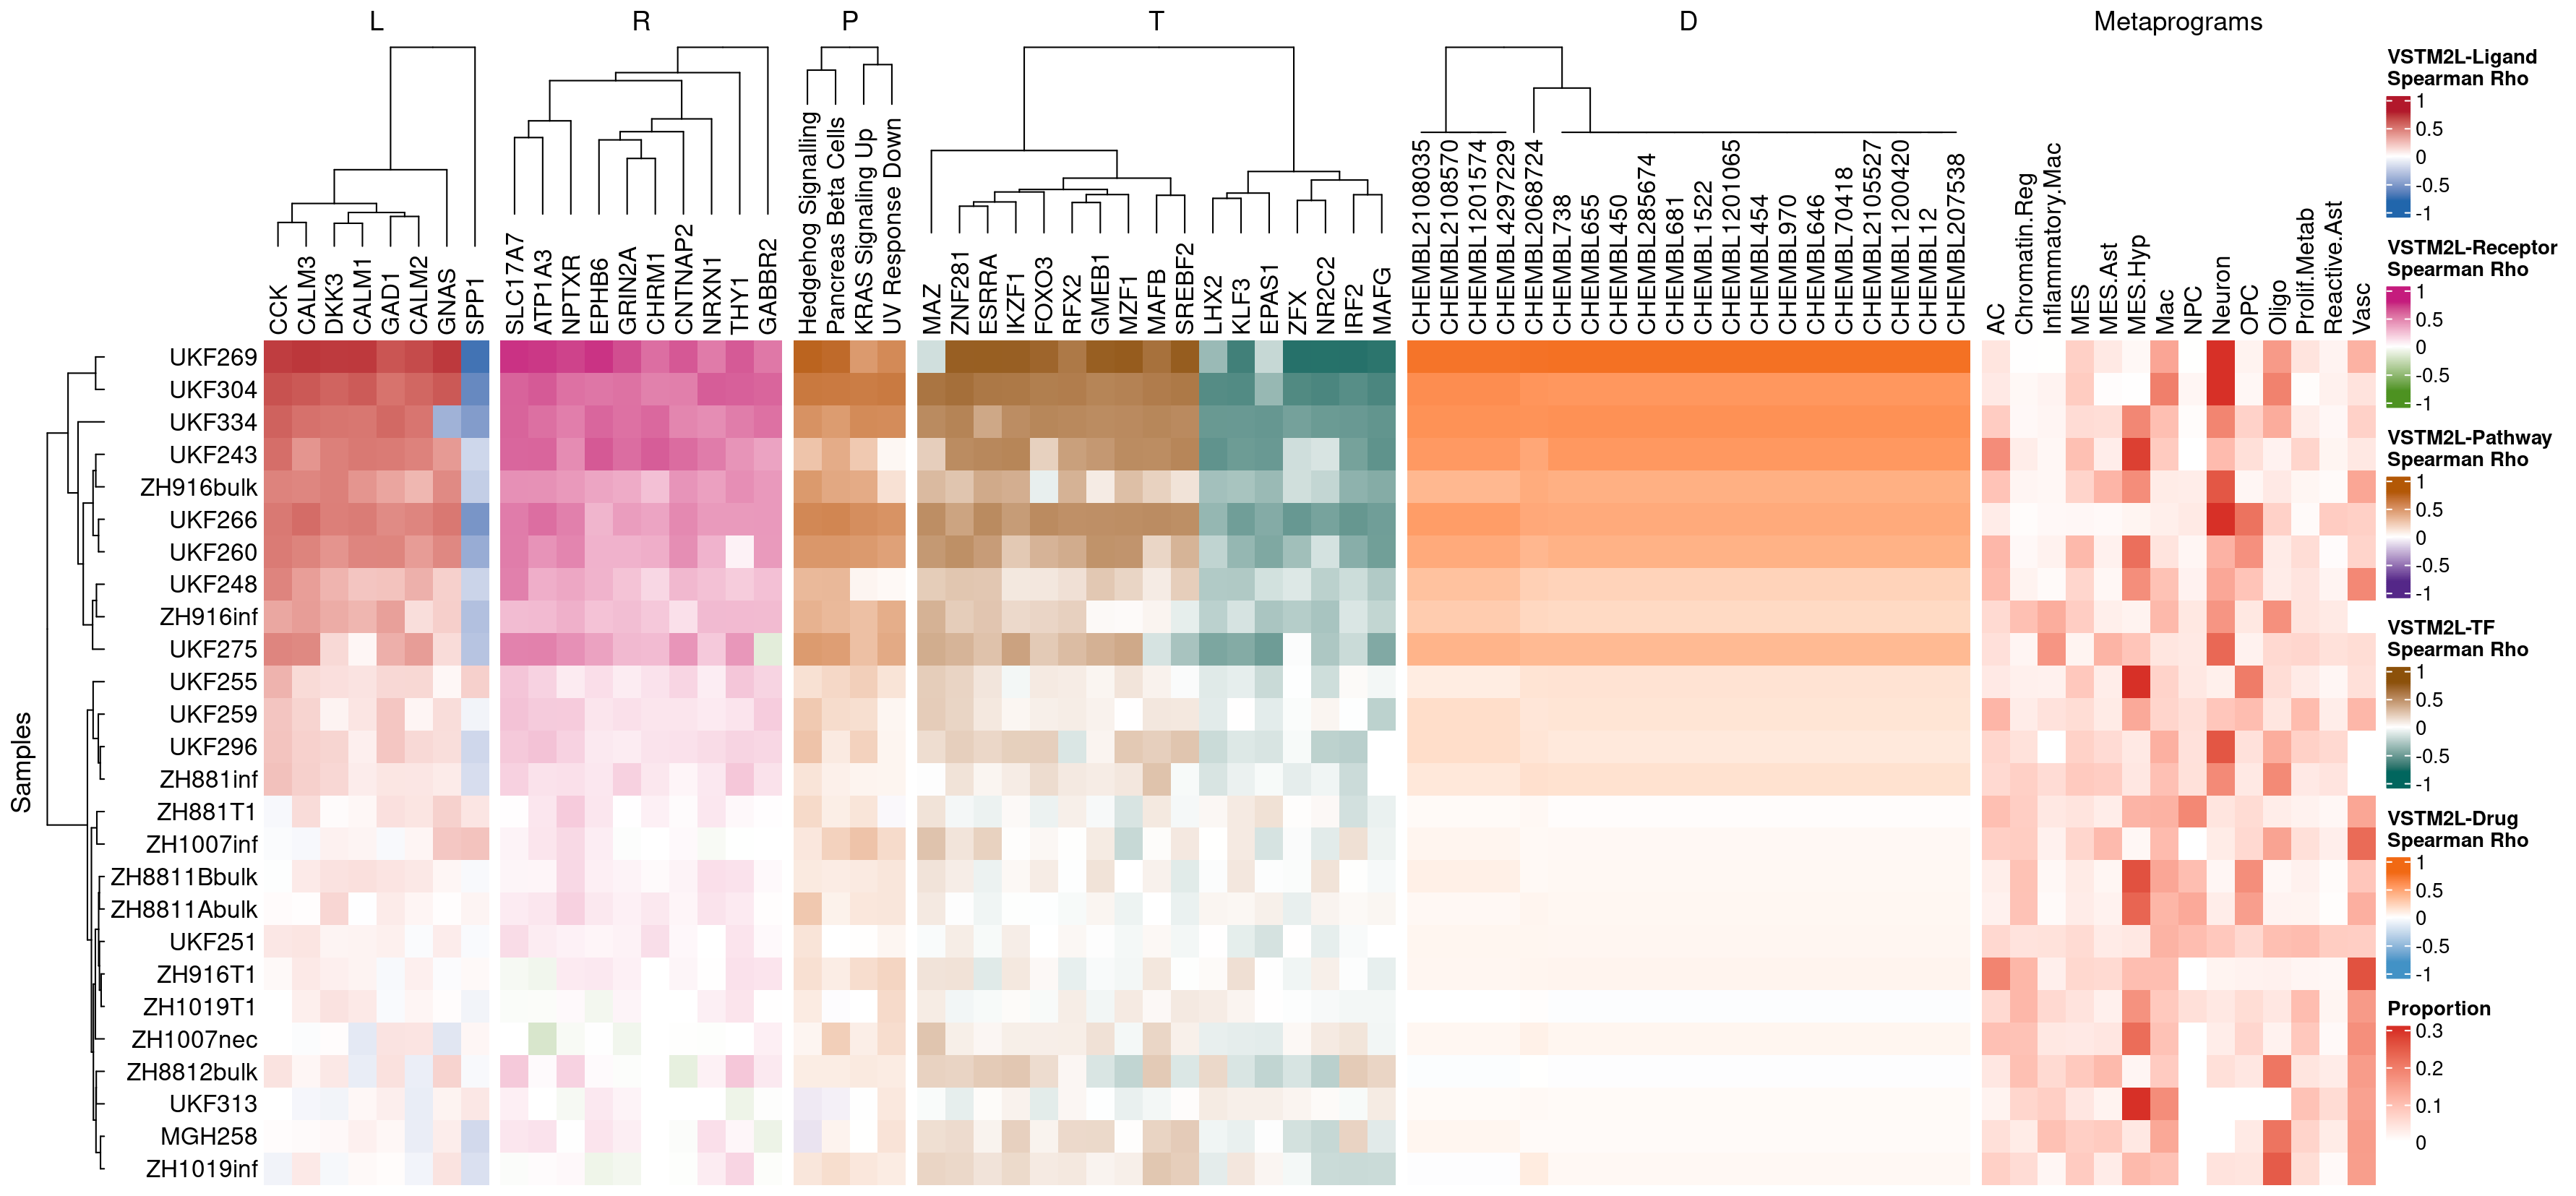 L
R
P
T
D
Metaprograms
CCK
CALM3
DKK3
CALM1
GAD1
CALM2
GNAS
SPP1
SLC17A7
ATP1A3
NPTXR
EPHB6
GRIN2A
CHRM1
CNTNAP2
NRXN1
THY1
GABBR2
Hedgehog Signalling
Pancreas Beta Cells
KRAS Signaling Up
UV Response Down
MAZ
ZNF281
ESRRA
IKZF1
FOXO3
RFX2
GMEB1
MZF1
MAFB
SREBF2
LHX2
KLF3
EPAS1
ZFX
NR2C2
IRF2
MAFG
CHEMBL2108035
CHEMBL2108570
CHEMBL1201574
CHEMBL4297229
CHEMBL2068724
CHEMBL738
CHEMBL655
CHEMBL450
CHEMBL285674
CHEMBL681
CHEMBL1522
CHEMBL1201065
CHEMBL454
CHEMBL970
CHEMBL646
CHEMBL70418
CHEMBL2105527
CHEMBL1200420
CHEMBL12
CHEMBL207538
AC
Chromatin.Reg
Inflammatory.Mac
MES
MES.Ast
MES.Hyp
Mac
NPC
Neuron
OPC
Oligo
Prolif.Metab
Reactive.Ast
Vasc
Samples
UKF269
UKF304
UKF334
UKF243
ZH916bulk
UKF266
UKF260
UKF248
ZH916inf
UKF275
UKF255
UKF259
UKF296
ZH881inf
ZH881T1
ZH1007inf
ZH8811Bbulk
ZH8811Abulk
UKF251
ZH916T1
ZH1019T1
ZH1007nec
ZH8812bulk
UKF313
MGH258
ZH1019inf
VSTM2L-Ligand
Spearman Rho
1
0.5
0
-0.5
-1
VSTM2L-Receptor
Spearman Rho
1
0.5
0
-0.5
-1
VSTM2L-Pathway
Spearman Rho
1
0.5
0
-0.5
-1
VSTM2L-TF
Spearman Rho
1
0.5
0
-0.5
-1
VSTM2L-Drug
Spearman Rho
1
0.5
0
-0.5
-1
Proportion
0.3
0.2
0.1
0